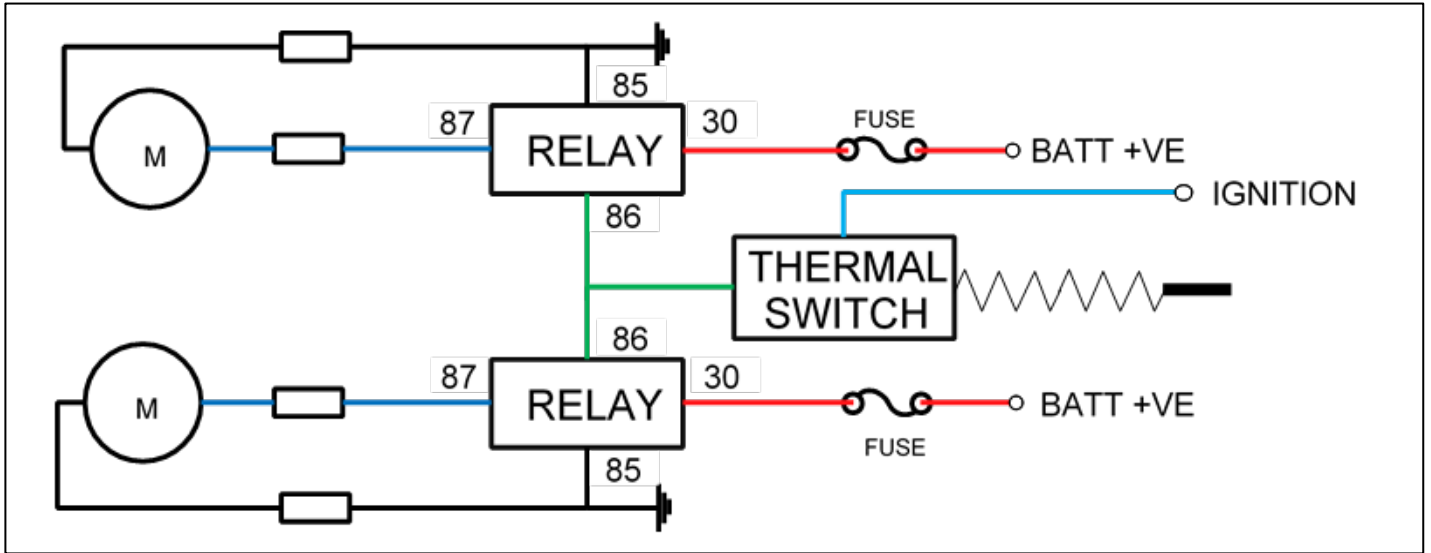 85
87
30
FUSE
M
RELAY
BATT +VE
IGNITION
86
THERMAL
SWITCH
86
87
30
M
RELAY
BATT +VE
FUSE
85